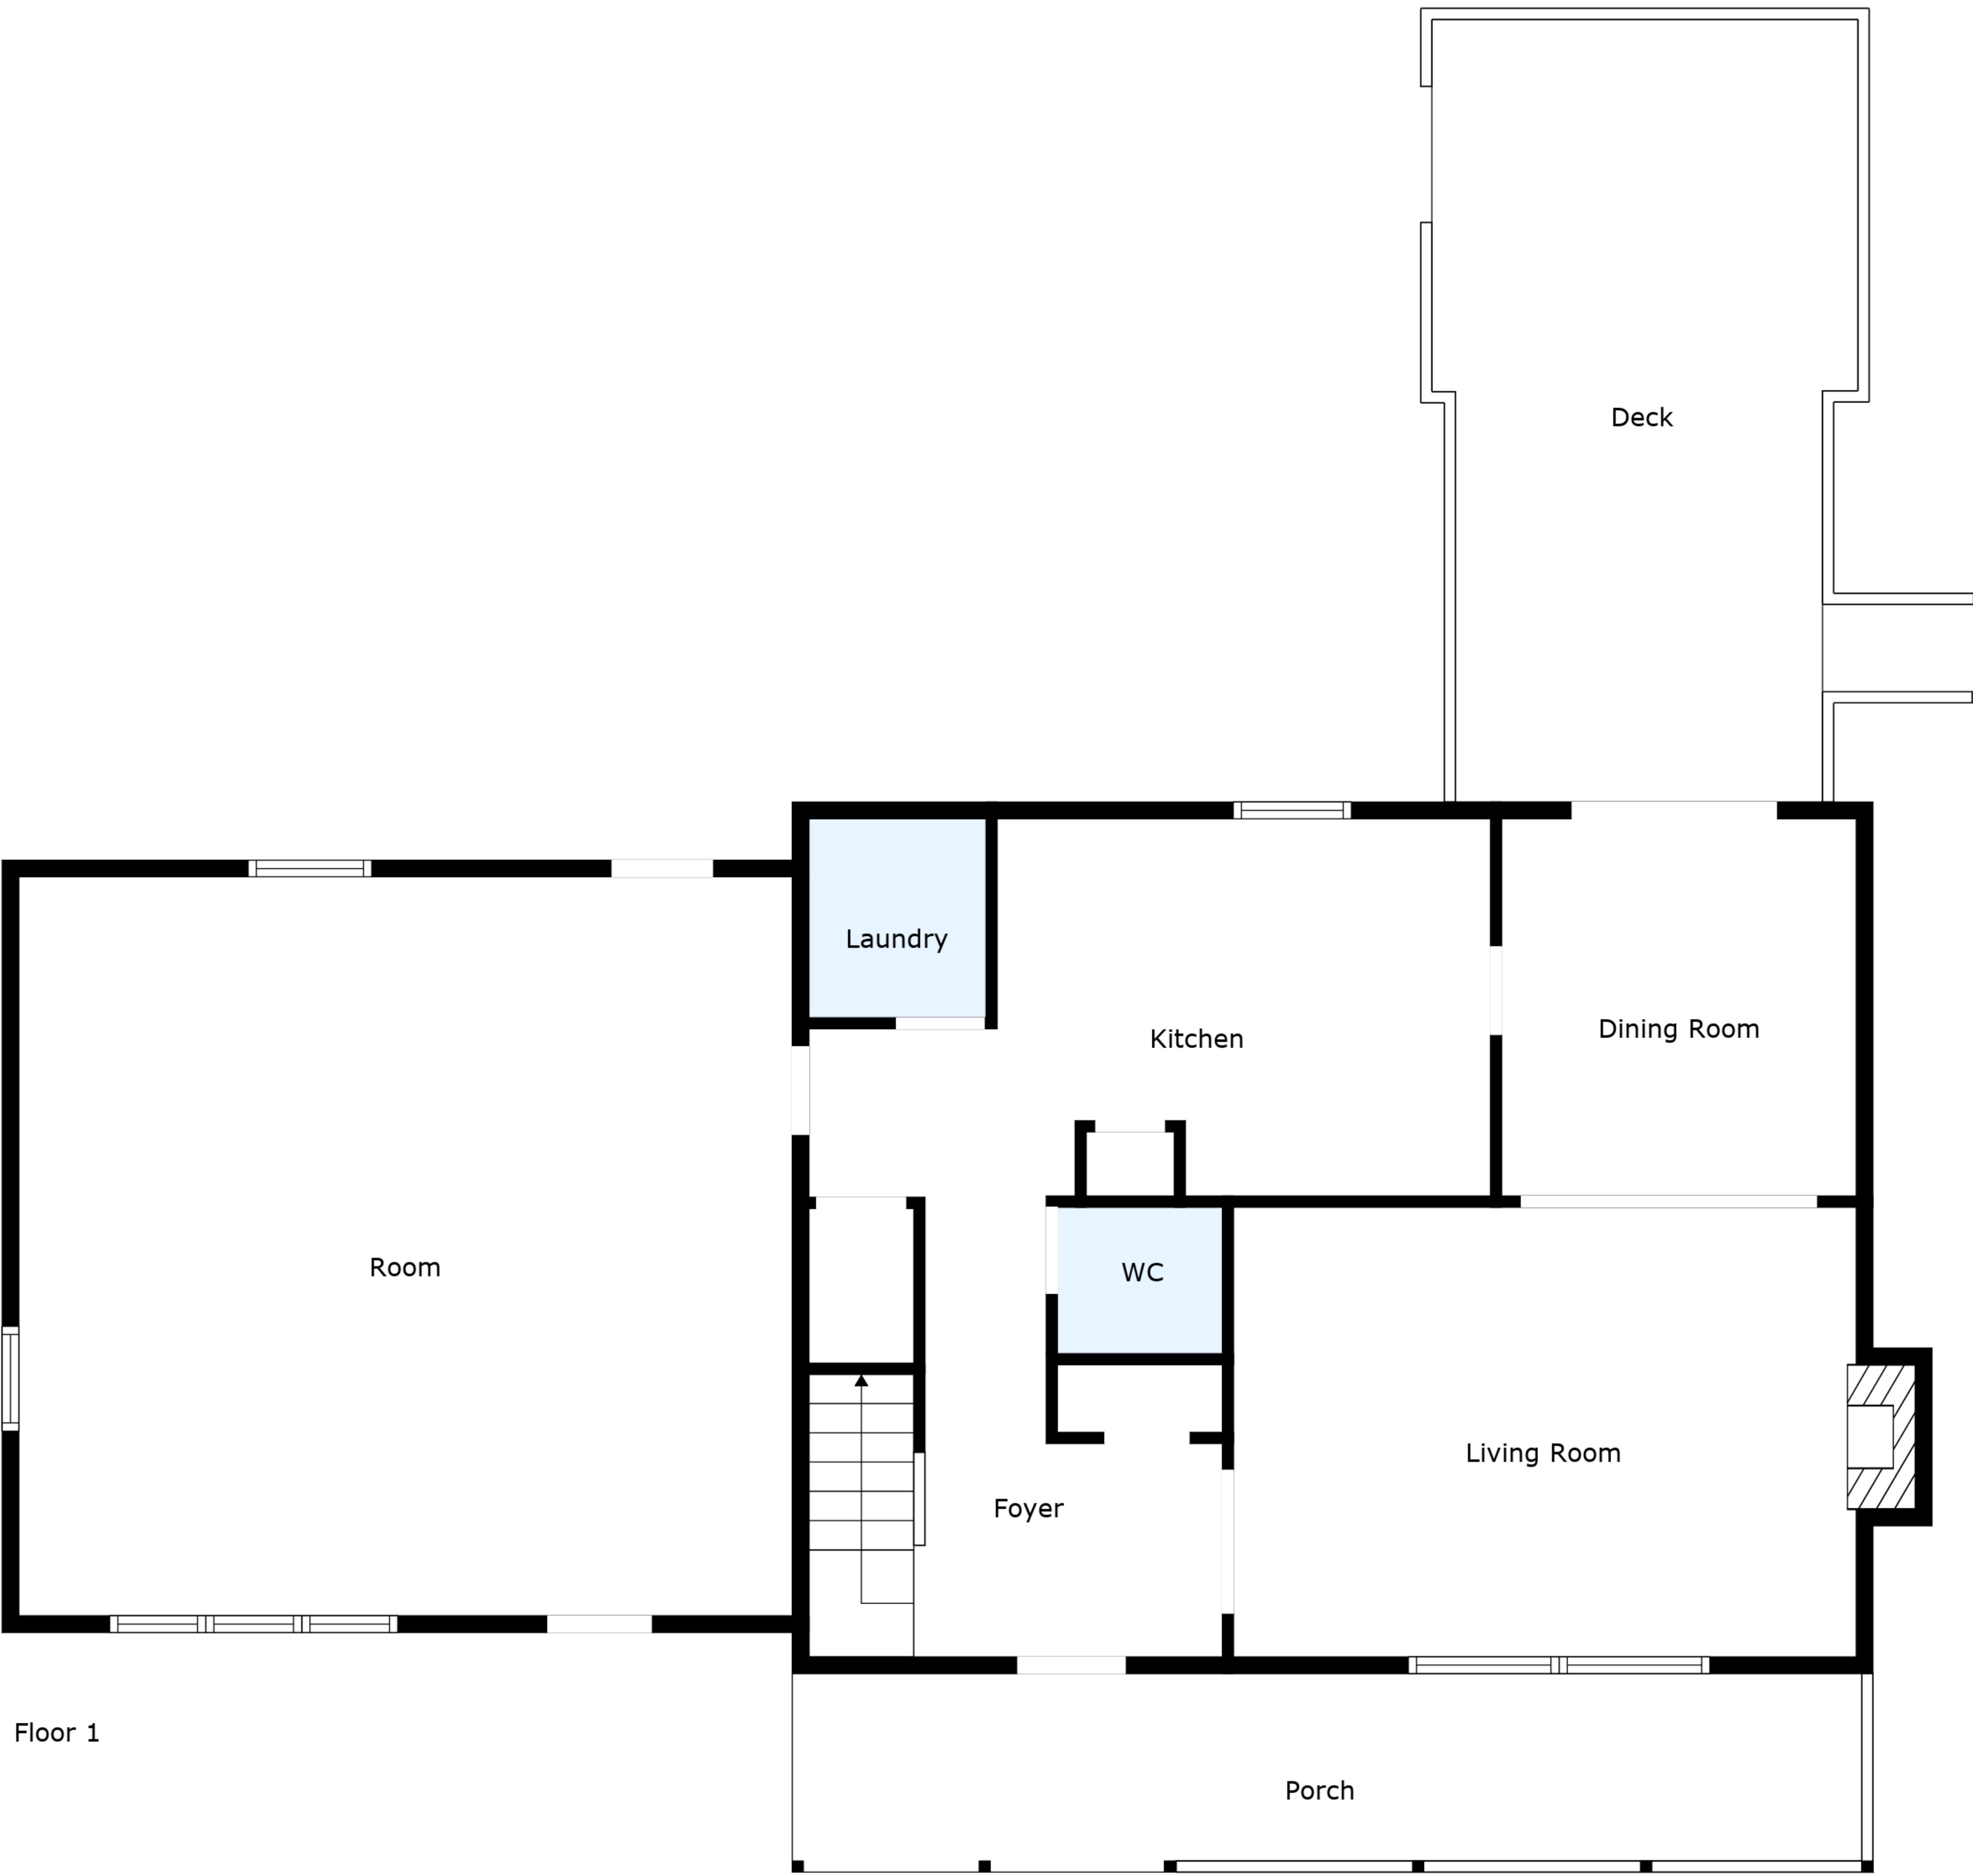 Deck
Laundry
Kitchen
Dining Room
Room
WC
Living Room
Foyer
Floor 1
Porch